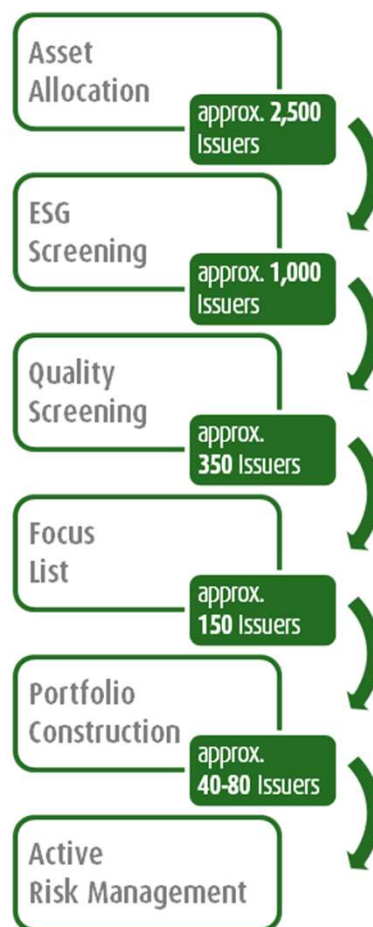 Asset
Allocation
approx. 2,500
Issuers
ESG
Screening
approx. 1,000
Issuers
Quality
Screening
approx.
350 Issuers
Focus
List
approx.
150 Issuers
Portfolio
Construction
approx.
40-80 Issuers
Active
Risk Management